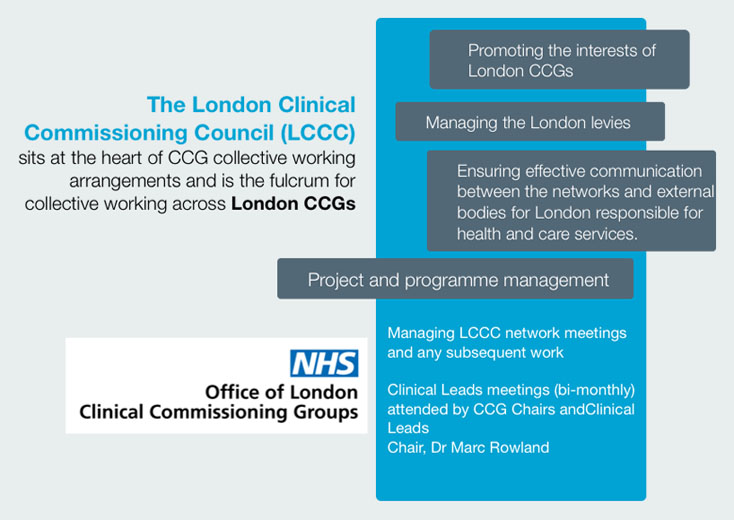 The London Clinical
Commissioning Council (LCCC)
sits at the heart of CCG collective working
arrangements and is the fulcrum for
collective working across London CCGs
Promoting the interests of
London CCGs
Managing the London levies
Ensuring effective communication
between the networks and external
bodies for London responsible for
health and care services.
Project and programme management
Managing LCCC network meetings
and any subsequent work
Clinical Leads meetings (bi-monthly)
attended by CCG Chairs andClinical
Leads
Chair, Dr Marc Rowland
NHS
Office of London
Clinical Commissioning Groups